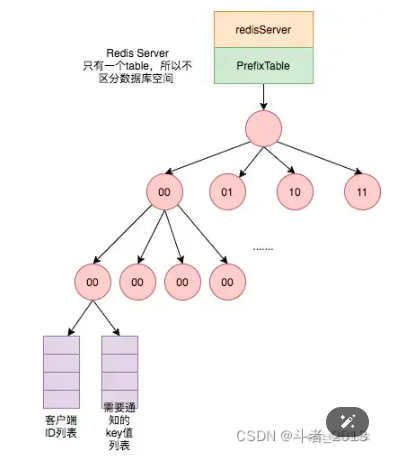 redisServer
Redis Server
只有一个table，所以不
区分数据库空间
PrefixTable
00
01
10
11
.......
00
00
00
00
客户端
ID列表
需要通
知的
key值
列表
CSDN @斗者_2013